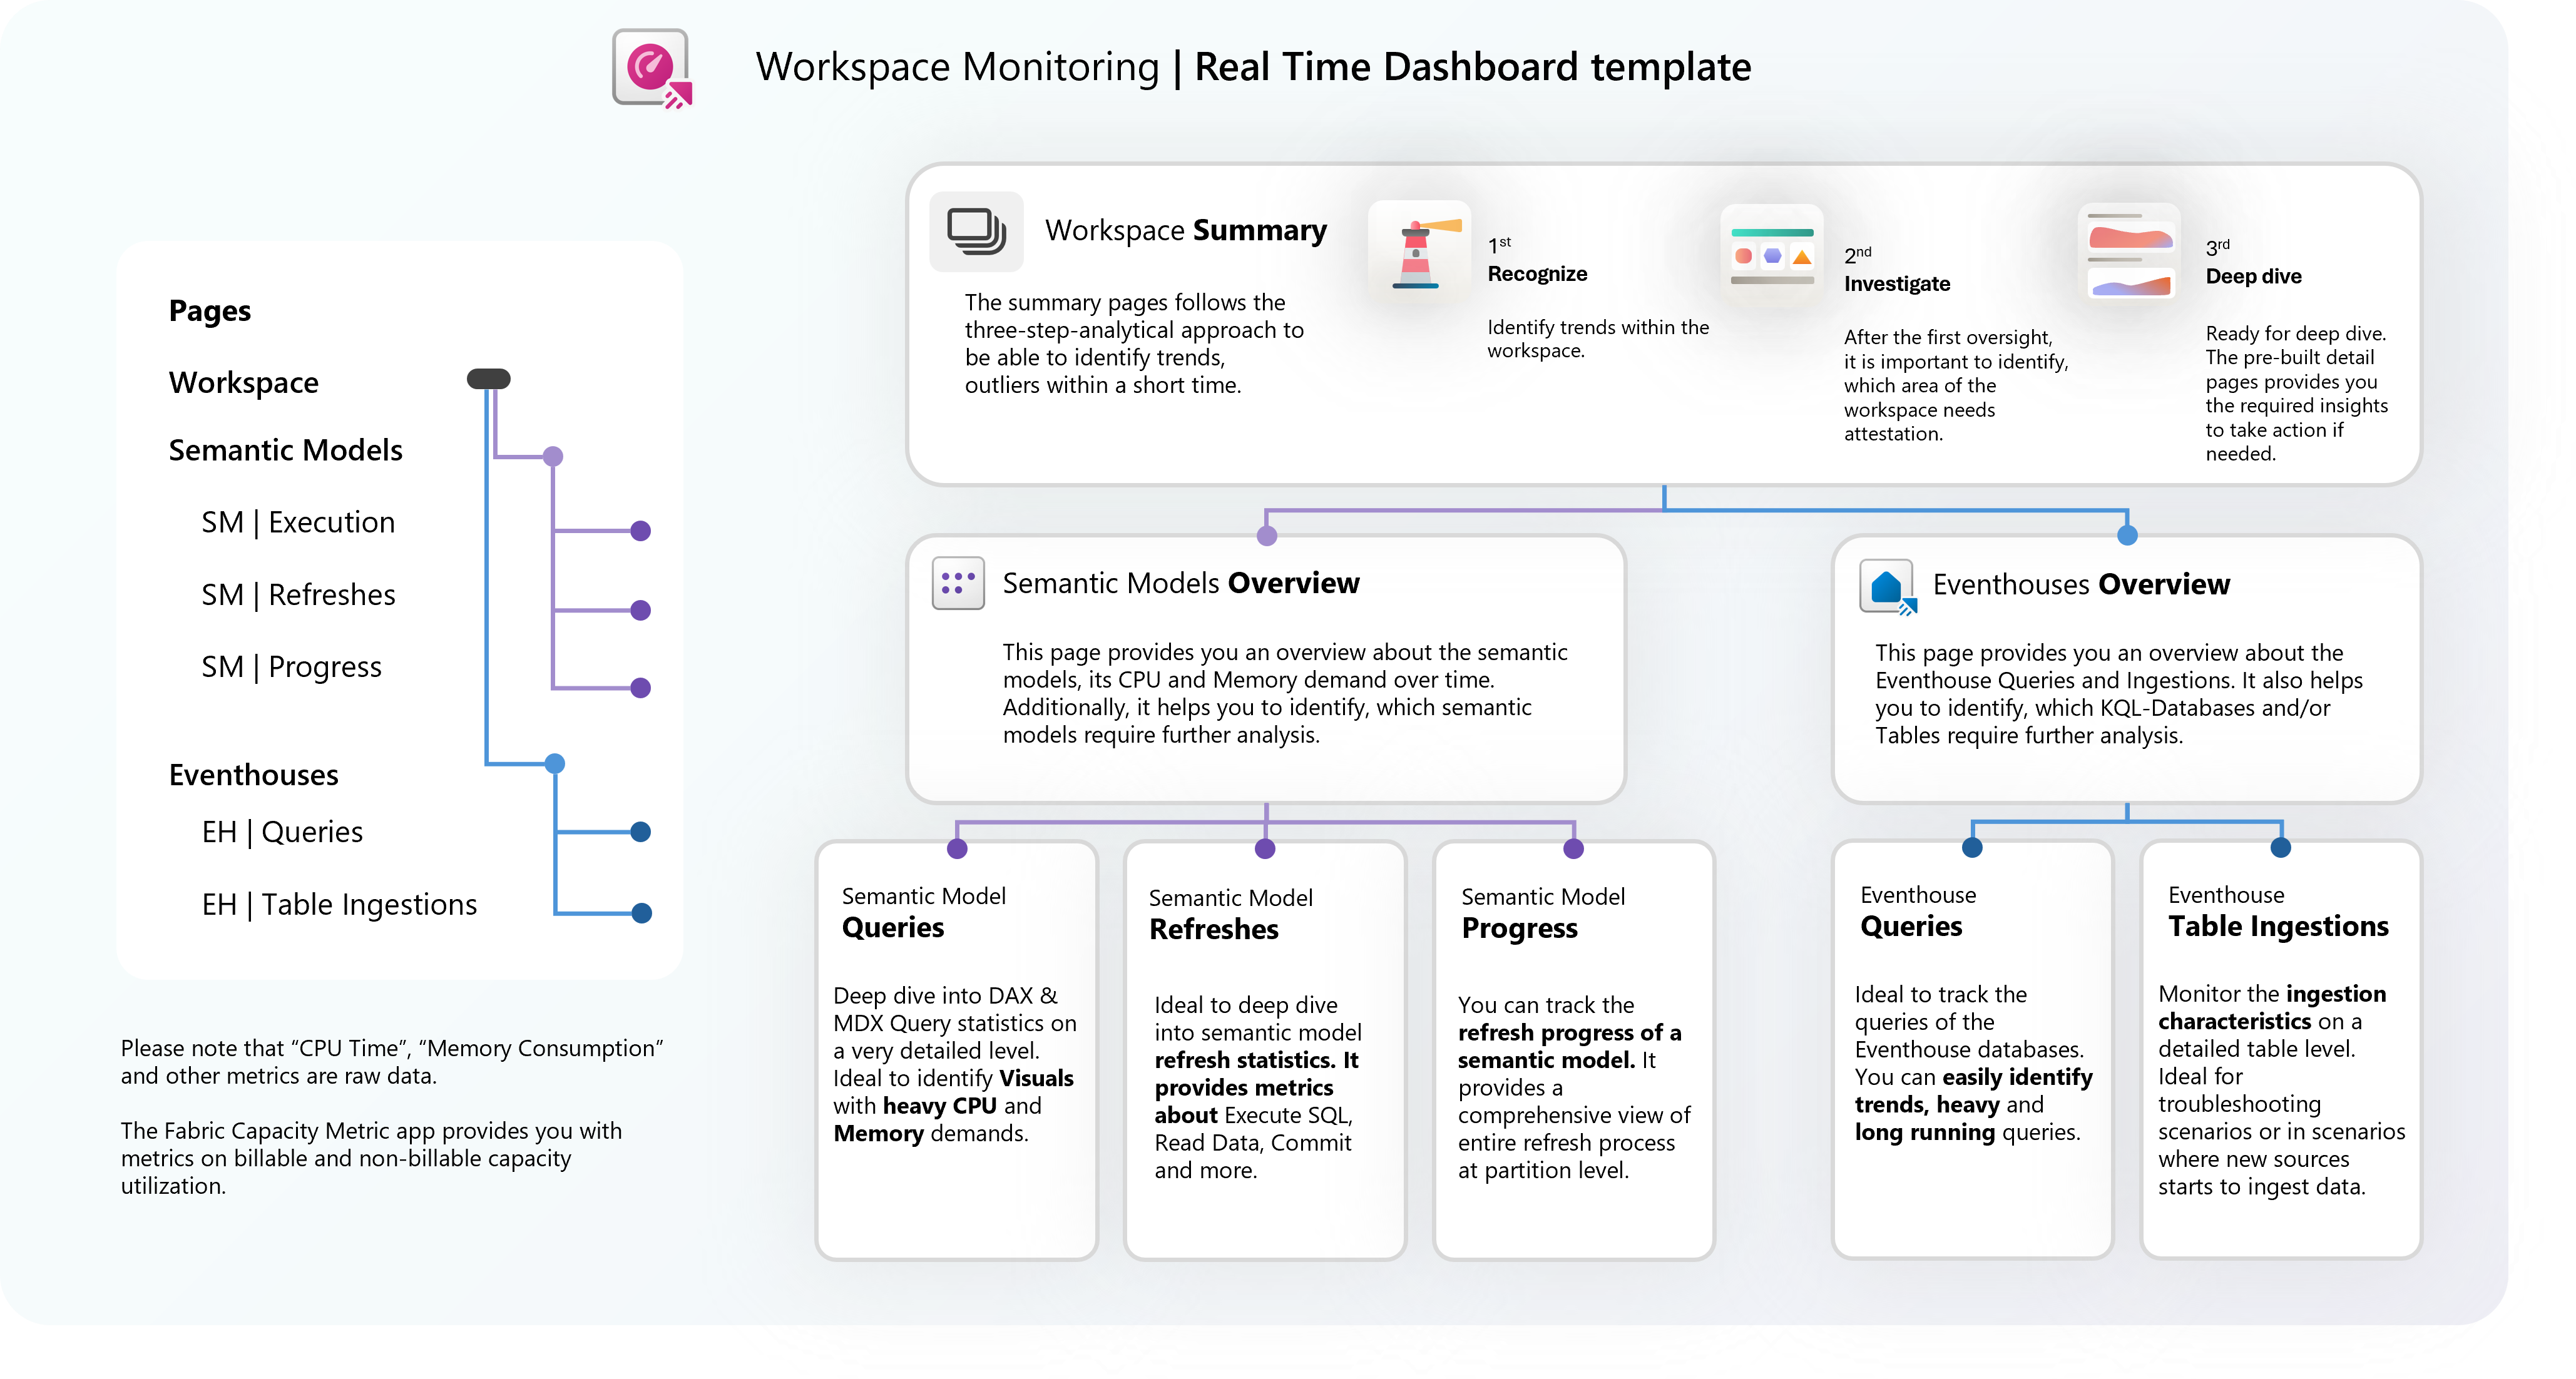 Workspace Monitoring | Real Time Dashboard template
Pages
Workspace
Semantic Models
SM | Execution
SM | Refreshes
SM | Progress
Eventhouses
EH | Queries
EH | Table Ingestions
Please note that “CPU Time”, “Memory Consumption”
and other metrics are raw data.
The Fabric Capacity Metric app provides you with
metrics on billable and non-billable capacity
utilization.
Workspace Summary
The summary pages follows the
three-step-analytical approach to
be able to identify trends,
outliers within a short time.
1st
Recognize
Identify trends within the
workspace.
2nd
Investigate
After the first oversight,
it is important to identify,
which area of the
workspace needs
attestation.
3rd
Deep dive
Ready for deep dive.
The pre-built detail
pages provides you
the required insights
to take action if
needed.
Semantic Models Overview
This page provides you an overview about the semantic
models, its CPU and Memory demand over time.
Additionally, it helps you to identify, which semantic
models require further analysis.
Eventhouses Overview
This page provides you an overview about the
Eventhouse Queries and Ingestions. It also helps
you to identify, which KQL-Databases and/or
Tables require further analysis.
Semantic Model
Queries
Deep dive into DAX &
MDX Query statistics on
a very detailed level.
Ideal to identify Visuals
with heavy CPU and
Memory demands.
Semantic Model
Refreshes
Ideal to deep dive
into semantic model
refresh statistics. It
provides metrics
about Execute SQL,
Read Data, Commit
and more.
Semantic Model
Progress
You can track the
refresh progress of a
semantic model. It
provides a
comprehensive view of
entire refresh process
at partition level.
Eventhouse
Queries
Ideal to track the
queries of the
Eventhouse databases.
You can easily identify
trends, heavy and
long running queries.
Eventhouse
Table Ingestions
Monitor the ingestion
characteristics on a
detailed table level.
Ideal for
troubleshooting
scenarios or in scenarios
where new sources
starts to ingest data.